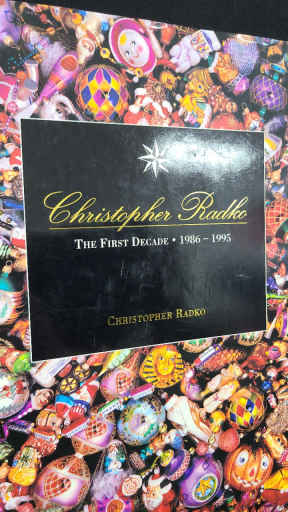 Christopher Radko
THE FIRST DECADE • 1986 – 1995
CHRISTOPHER RADKO